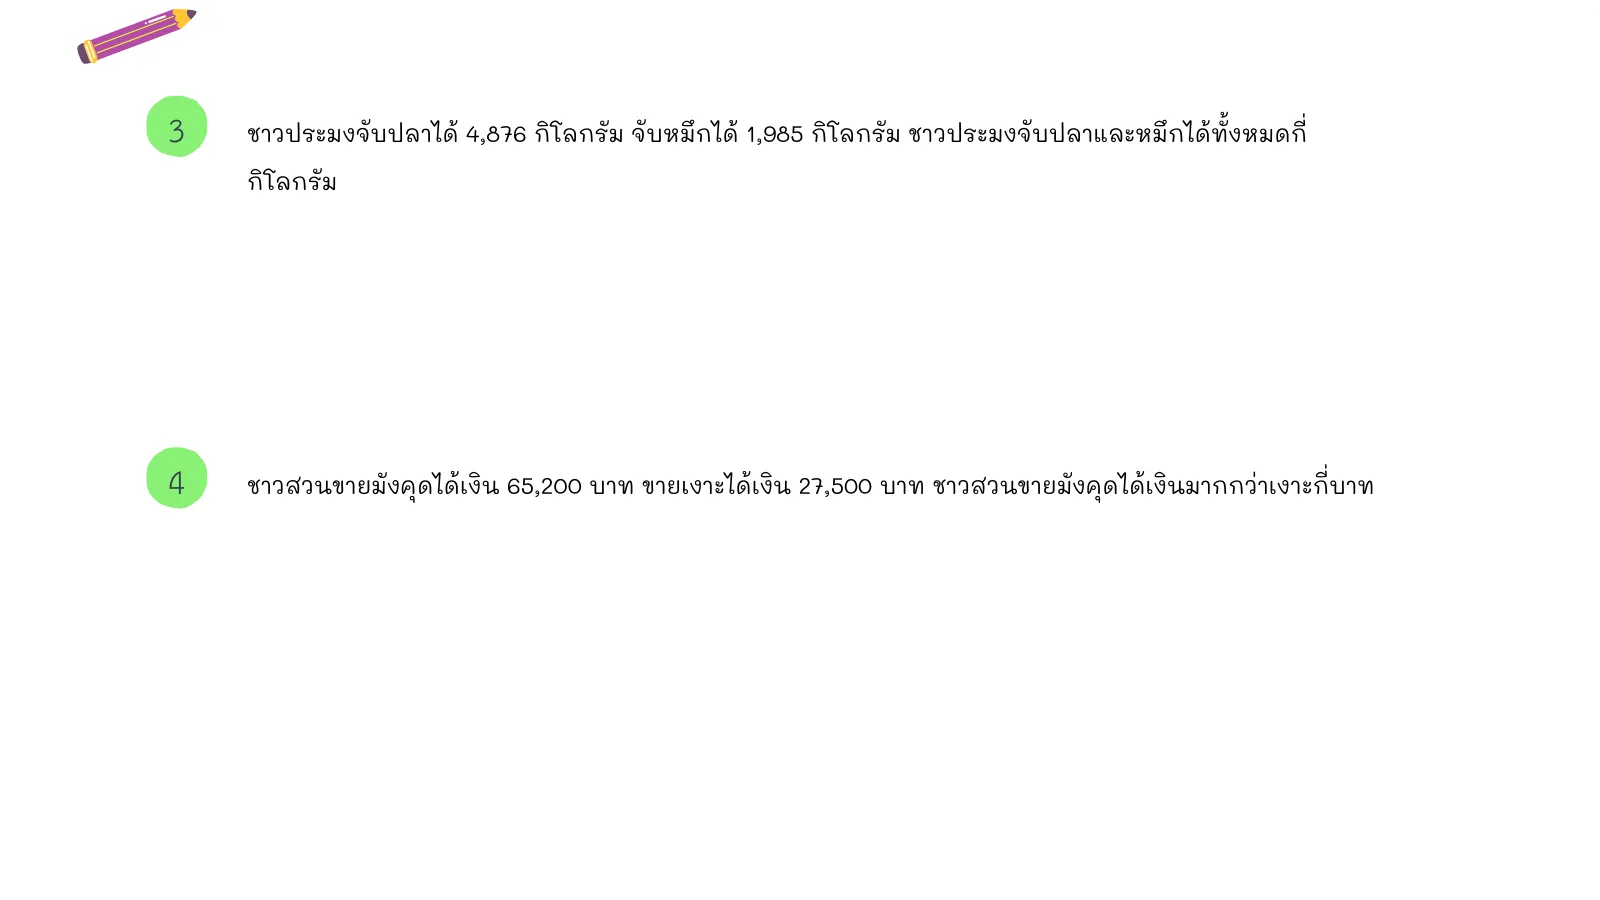 3
ชาวประมงจับปลาได้ 4,876 กิโลกรัม จับหมึกได้ 1,985 กิโลกรัม ชาวประมงจับปลาและหมึกได้ทั้งหมดกี่
กิโลกรัม
4
ชาวสวนขายมังคุดได้เงิน 65,200 บาท ขายเงาะได้เงิน 27,500 บาท ชาวสวนขายมังคุดได้เงินมากกว่าเงาะกี่บาท